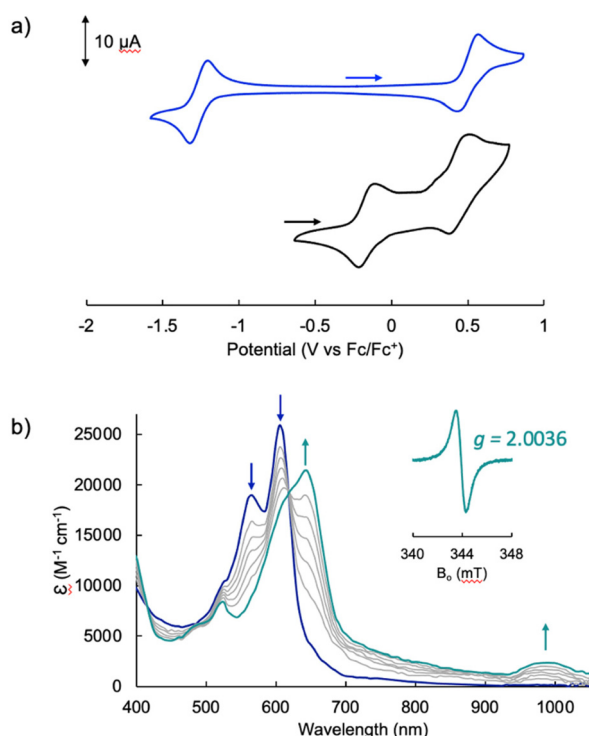 a)
10 µA
-2 -1.5 -1 -0.5 0 0.5 1
Potential (V vs Fc/Fc⁺)
b)
25000
20000
15000
10000
5000
0
ε (M⁻¹ cm⁻¹)
400 500 600 700 800 900 1000
Wavelength (nm)
g = 2.0036
340 344 348
Bₒ (mT)